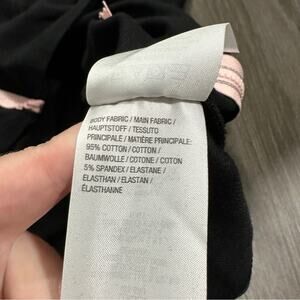 BODY FABRIC / MAIN FABRIC /
HAUPTSTOFF / TESSUTO
PRINCIPALE / MATIÈRE PRINCIPALE:
95% COTTON / COTTON /
BAUMWOLLE / COTONE / COTON
5% SPANDEX / ELASTANE /
ELASTHAN / ELASTAN /
ÉLASTHANNE